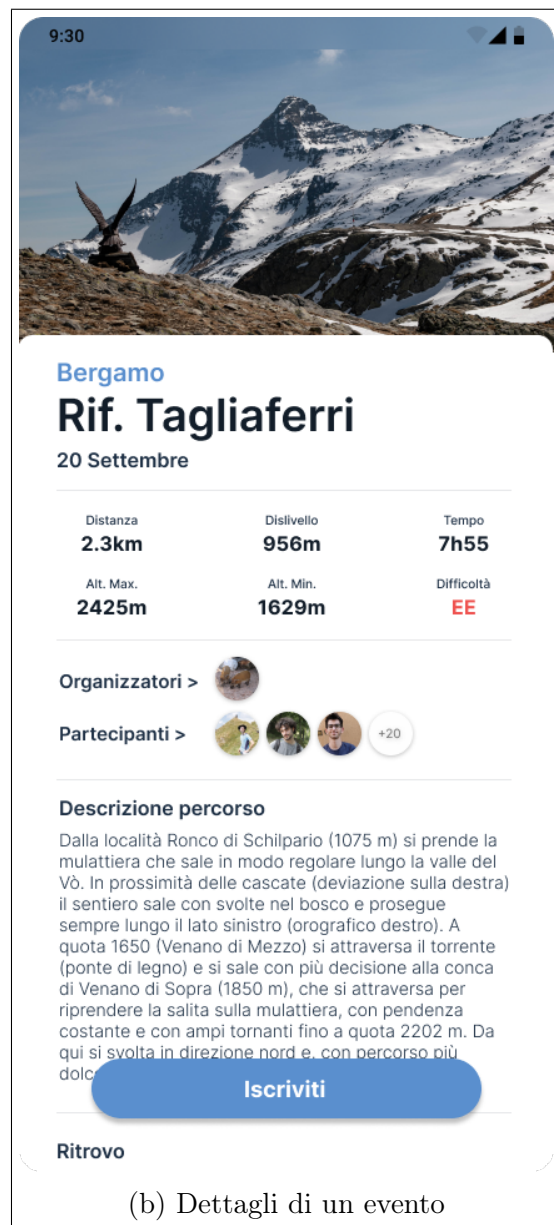 9:30
Bergamo
Rif. Tagliaferri
20 Settembre
Distanza Dislivello Tempo
2.3km 956m 7h55
Alt. Max. Alt. Min. Difficoltà
2425m 1629m EE
Organizzatori >
Partecipanti > +20
Descrizione percorso
Dalla località Ronco di Schilpario (1075 m) si prende la
mulattiera che sale in modo regolare lungo la valle del
Vò. In prossimità delle cascate (deviazione sulla destra)
il sentiero sale con svolte nel bosco e prosegue
sempre lungo il lato sinistro (orografico destro). A
quota 1650 (Venano di Mezzo) si attraversa il torrente
(ponte di legno) e si sale con più decisione alla conca
di Venano di Sopra (1850 m), che si attraversa per
riprendere la salita sulla mulattiera, con pendenza
costante e con ampi tornanti fino a quota 2202 m. Da
qui si svolta in direzione nord e, con percorso più
Iscriviti
Ritrovo
(b) Dettagli di un evento